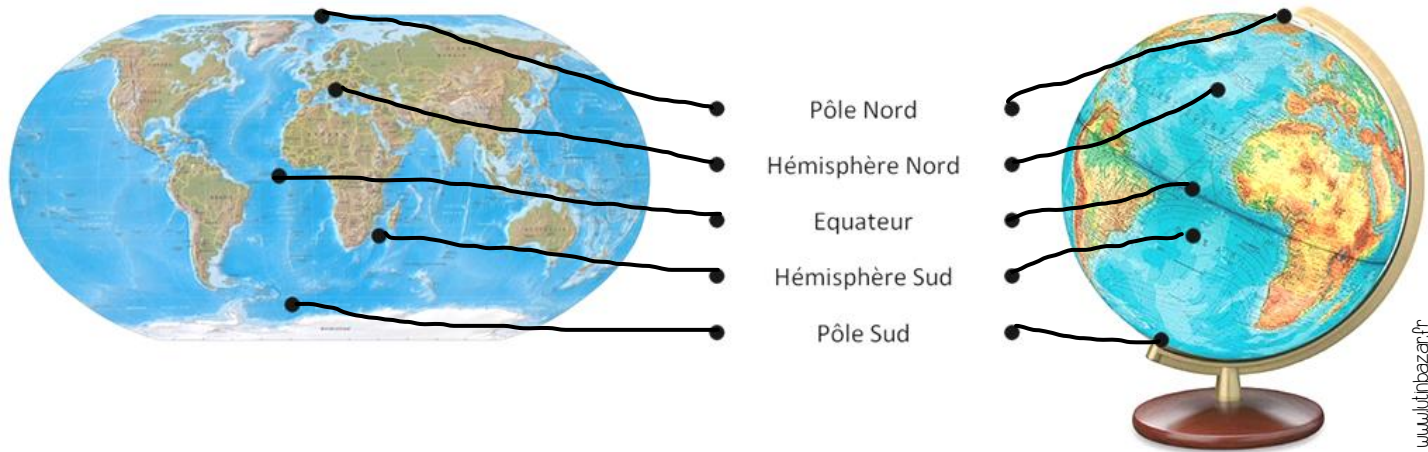 Pôle Nord
Hémisphère Nord
Equateur
Hémisphère Sud
Pôle Sud
www.lutinbazar.fr